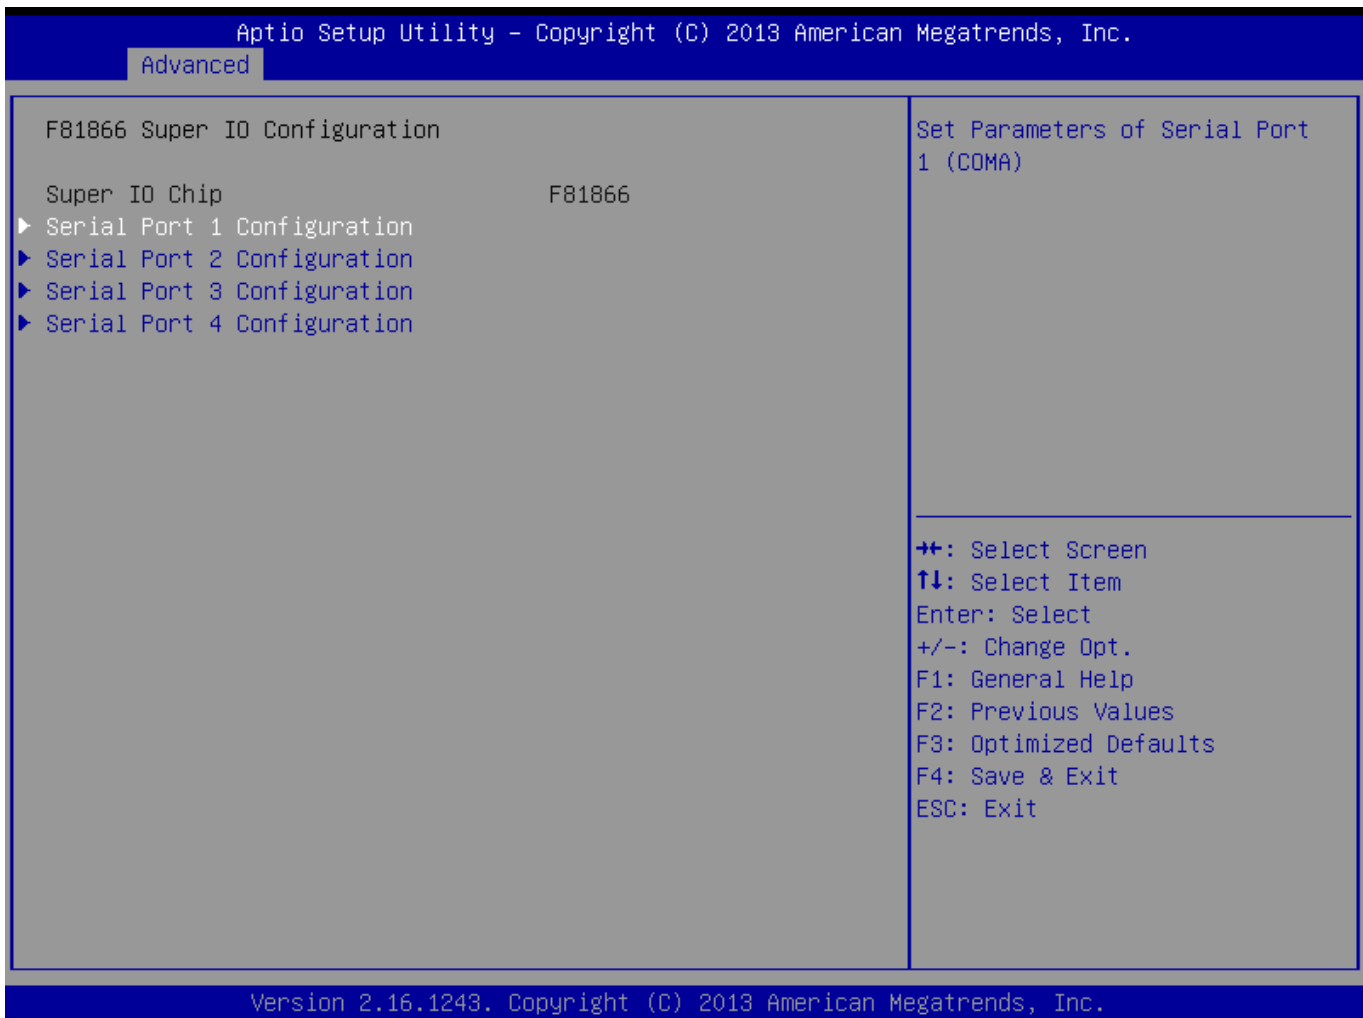 Aptio Setup Utility – Copyright (C) 2013 American Megatrends, Inc.
Advanced
F81866 Super IO Configuration
Super IO Chip F81866
Serial Port 1 Configuration
Serial Port 2 Configuration
Serial Port 3 Configuration
Serial Port 4 Configuration
Set Parameters of Serial Port
1 (COMA)
→←: Select Screen
↑↓: Select Item
Enter: Select
+/-: Change Opt.
F1: General Help
F2: Previous Values
F3: Optimized Defaults
F4: Save & Exit
ESC: Exit
Version 2.16.1243. Copyright (C) 2013 American Megatrends, Inc.